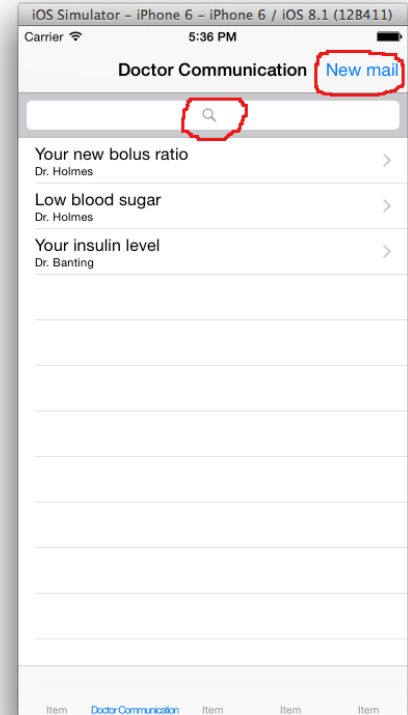 iOS Simulator - iPhone 6 - iPhone 6 / iOS 8.1 (12B411)
Carrier 5:36 PM
Doctor Communication New mail
Your new bolus ratio
Dr. Holmes
Low blood sugar
Dr. Holmes
Your insulin level
Dr. Banting
Item Doctor Communication Item Item Item